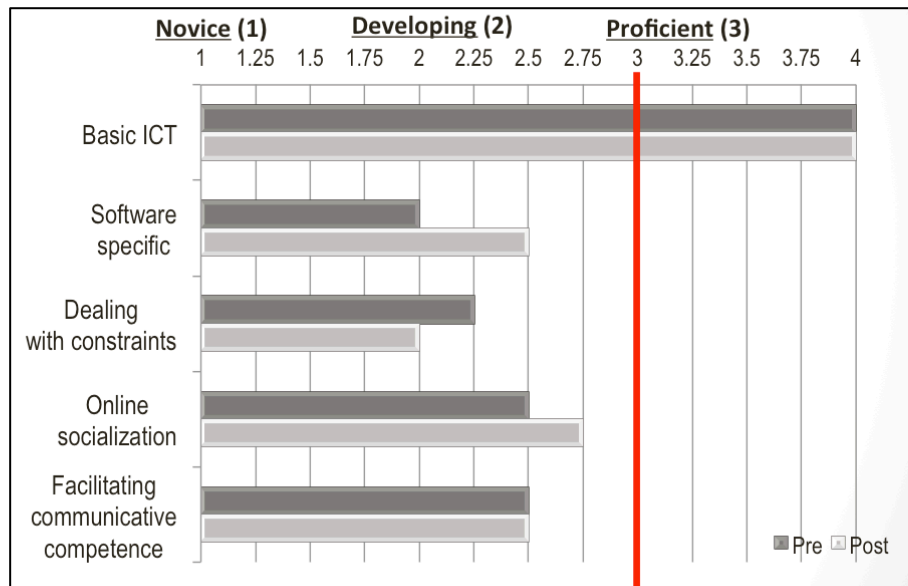 Novice (1) Developing (2) Proficient (3)
1 1.25 1.5 1.75 2 2.25 2.5 2.75 3 3.25 3.5 3.75 4
Basic ICT
Software
specific
Dealing
with constraints
Online
socialization
Facilitating
communicative
competence
Pre Post